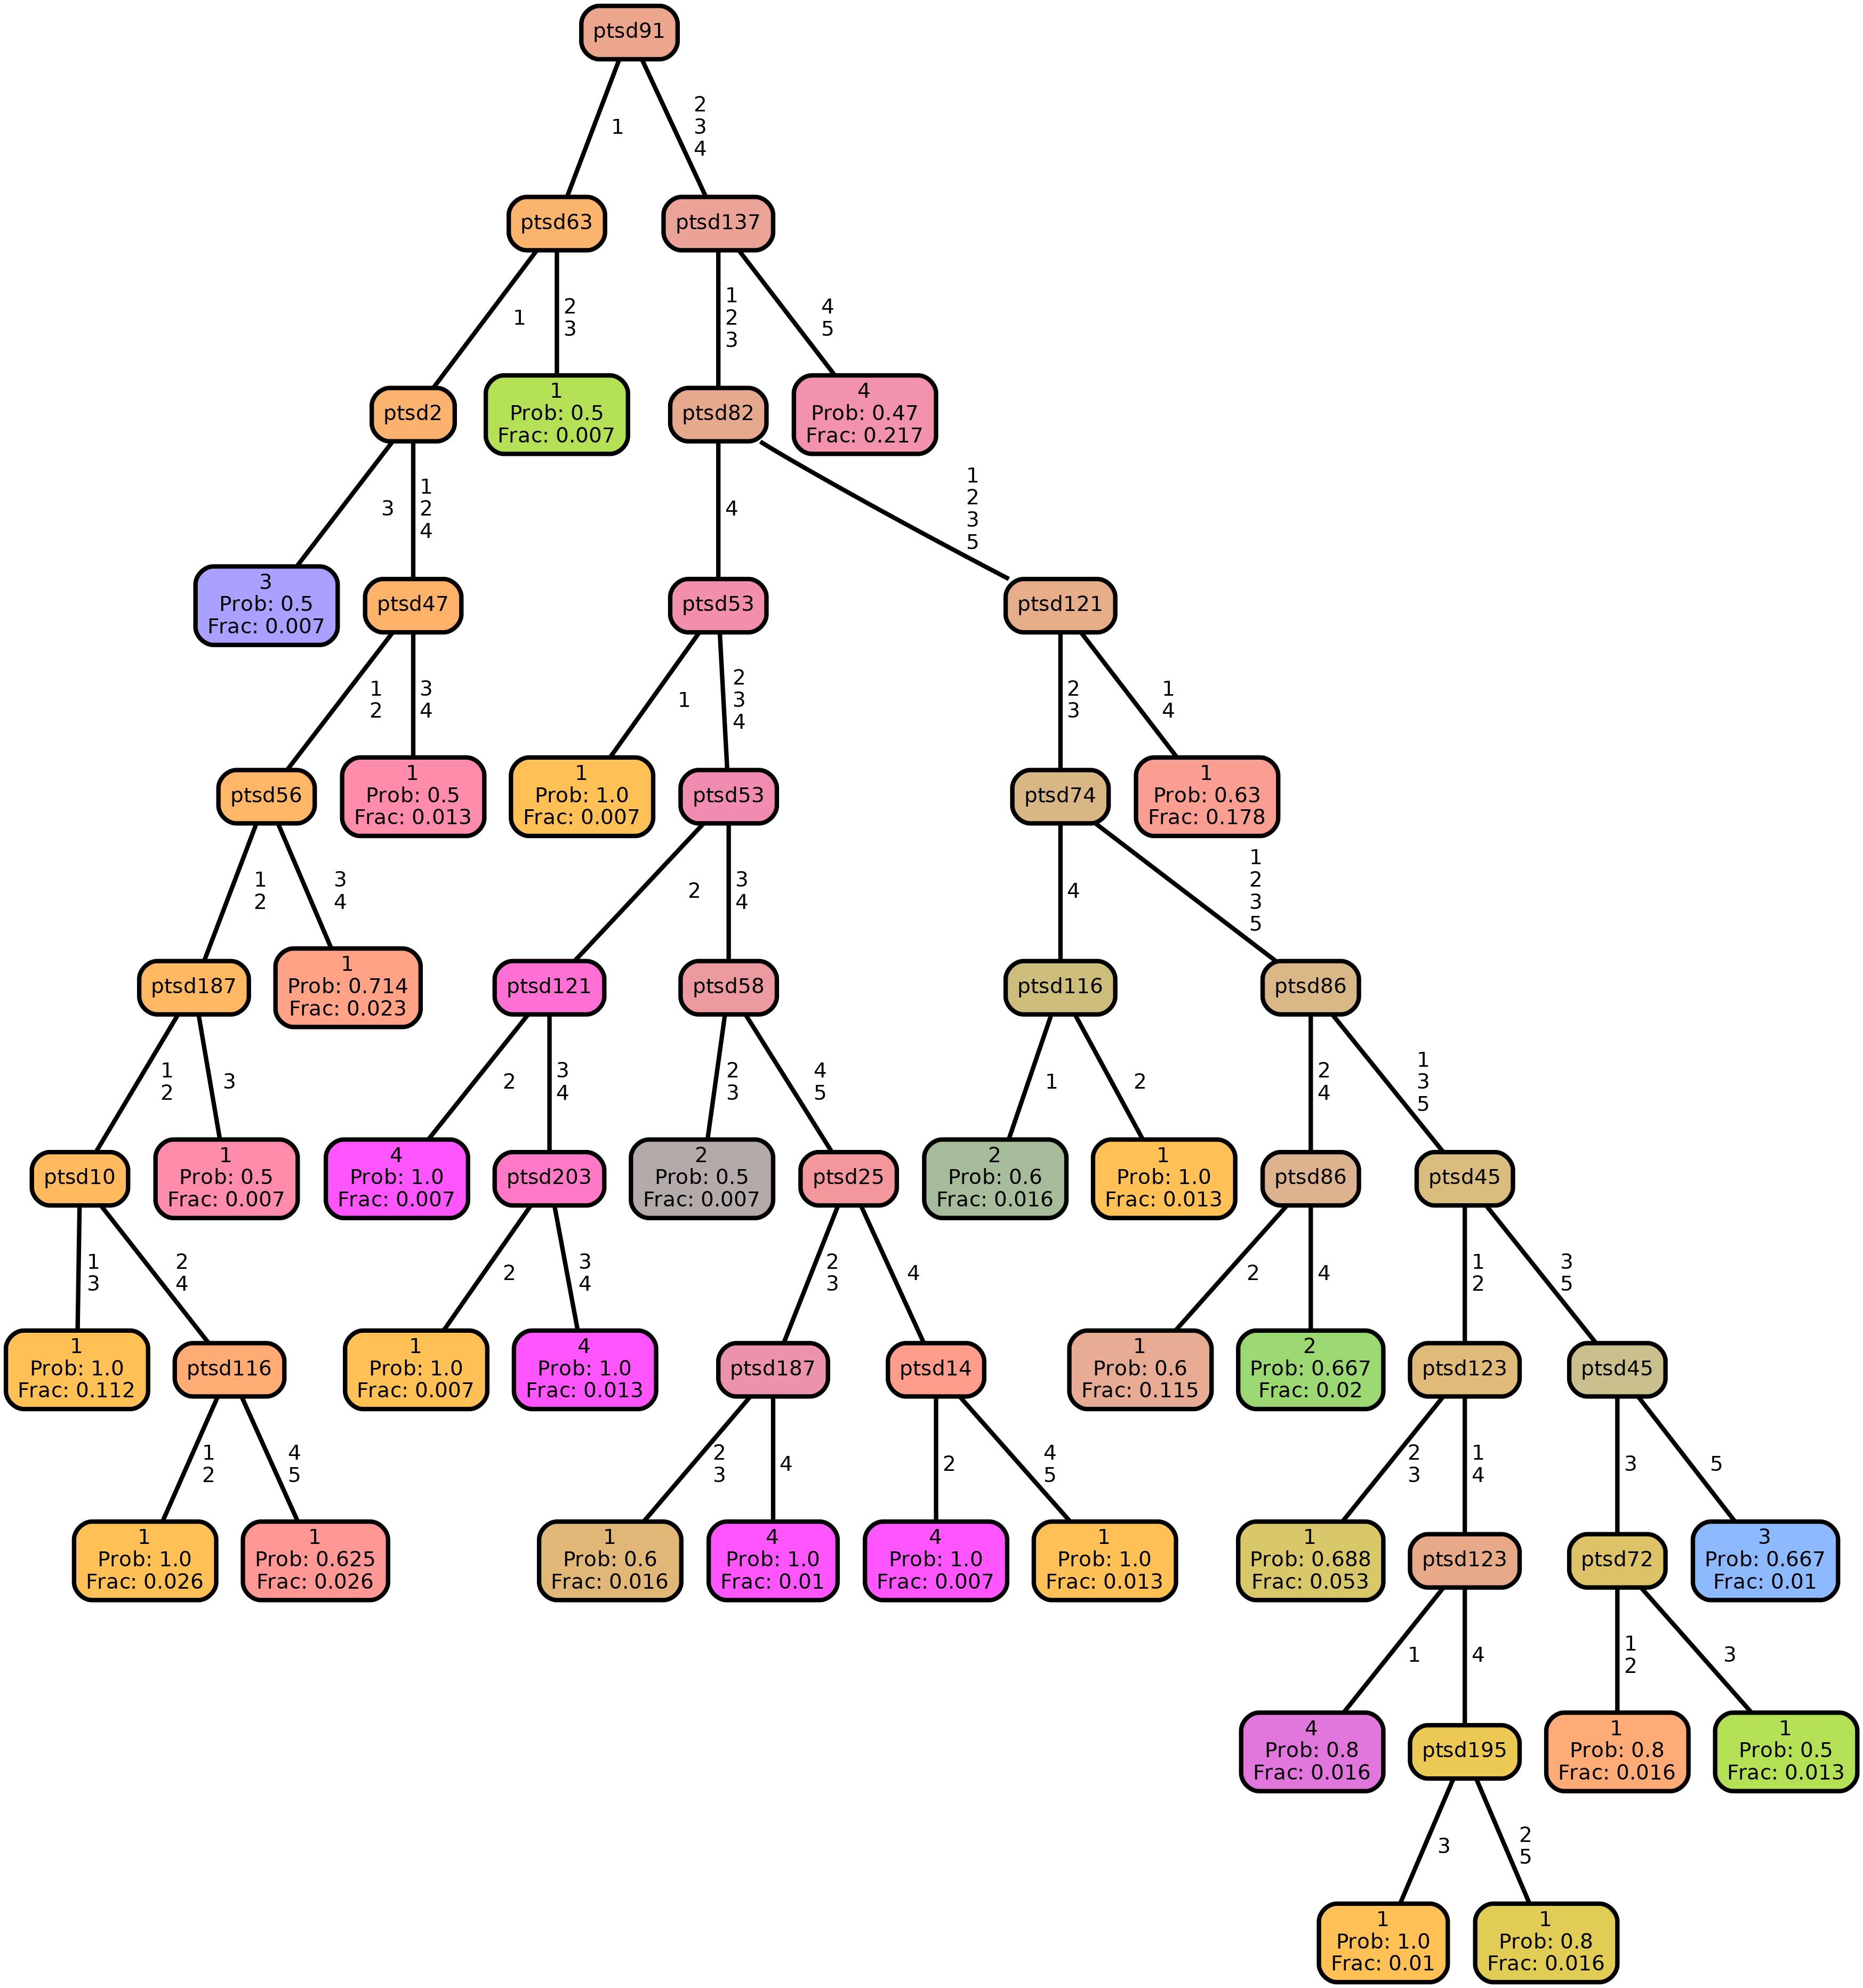 ptsd91
1
2
3
4
ptsd63
ptsd137
1
2
3
1
2
3
4
5
ptsd2
1
Prob: 0.5
Frac: 0.007
ptsd82
4
Prob: 0.47
Frac: 0.217
3
1
2
4
4
1
2
3
5
3
Prob: 0.5
Frac: 0.007
ptsd47
ptsd53
ptsd121
1
2
3
4
1
2
3
4
2
3
1
4
ptsd56
1
Prob: 0.5
Frac: 0.013
1
Prob: 1.0
Frac: 0.007
ptsd53
ptsd74
1
Prob: 0.63
Frac: 0.178
1
2
3
4
2
3
4
4
1
2
3
5
ptsd187
1
Prob: 0.714
Frac: 0.023
ptsd121
ptsd58
ptsd116
ptsd86
1
2
3
2
3
4
2
3
4
5
1
2
2
4
1
3
5
ptsd10
1
Prob: 0.5
Frac: 0.007
4
Prob: 1.0
Frac: 0.007
ptsd203
2
Prob: 0.5
Frac: 0.007
ptsd25
2
Prob: 0.6
Frac: 0.016
1
Prob: 1.0
Frac: 0.013
ptsd86
ptsd45
1
3
2
4
2
3
4
2
3
4
2
4
1
2
3
5
1
Prob: 1.0
Frac: 0.112
ptsd116
1
Prob: 1.0
Frac: 0.007
4
Prob: 1.0
Frac: 0.013
ptsd187
ptsd14
1
Prob: 0.6
Frac: 0.115
2
Prob: 0.667
Frac: 0.02
ptsd123
ptsd45
1
2
4
5
2
3
4
2
4
5
2
3
1
4
3
5
1
Prob: 1.0
Frac: 0.026
1
Prob: 0.625
Frac: 0.026
1
Prob: 0.6
Frac: 0.016
4
Prob: 1.0
Frac: 0.01
4
Prob: 1.0
Frac: 0.007
1
Prob: 1.0
Frac: 0.013
1
Prob: 0.688
Frac: 0.053
ptsd123
ptsd72
3
Prob: 0.667
Frac: 0.01
1
4
1
2
3
4
Prob: 0.8
Frac: 0.016
ptsd195
1
Prob: 0.8
Frac: 0.016
1
Prob: 0.5
Frac: 0.013
3
2
5
1
Prob: 1.0
Frac: 0.01
1
Prob: 0.8
Frac: 0.016